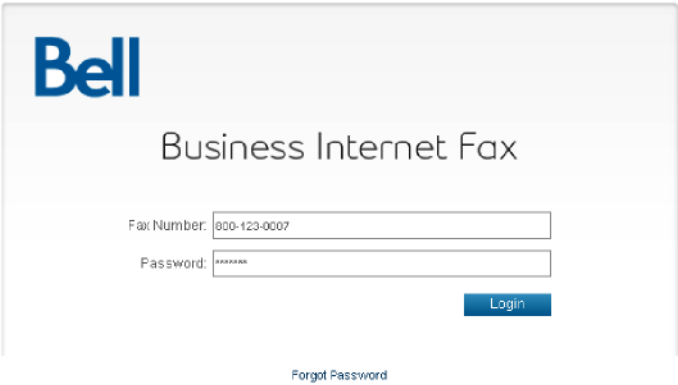 Bell
Business Internet Fax
Fax Number: 800-123-0007
Password: *******
Login
Forgot Password